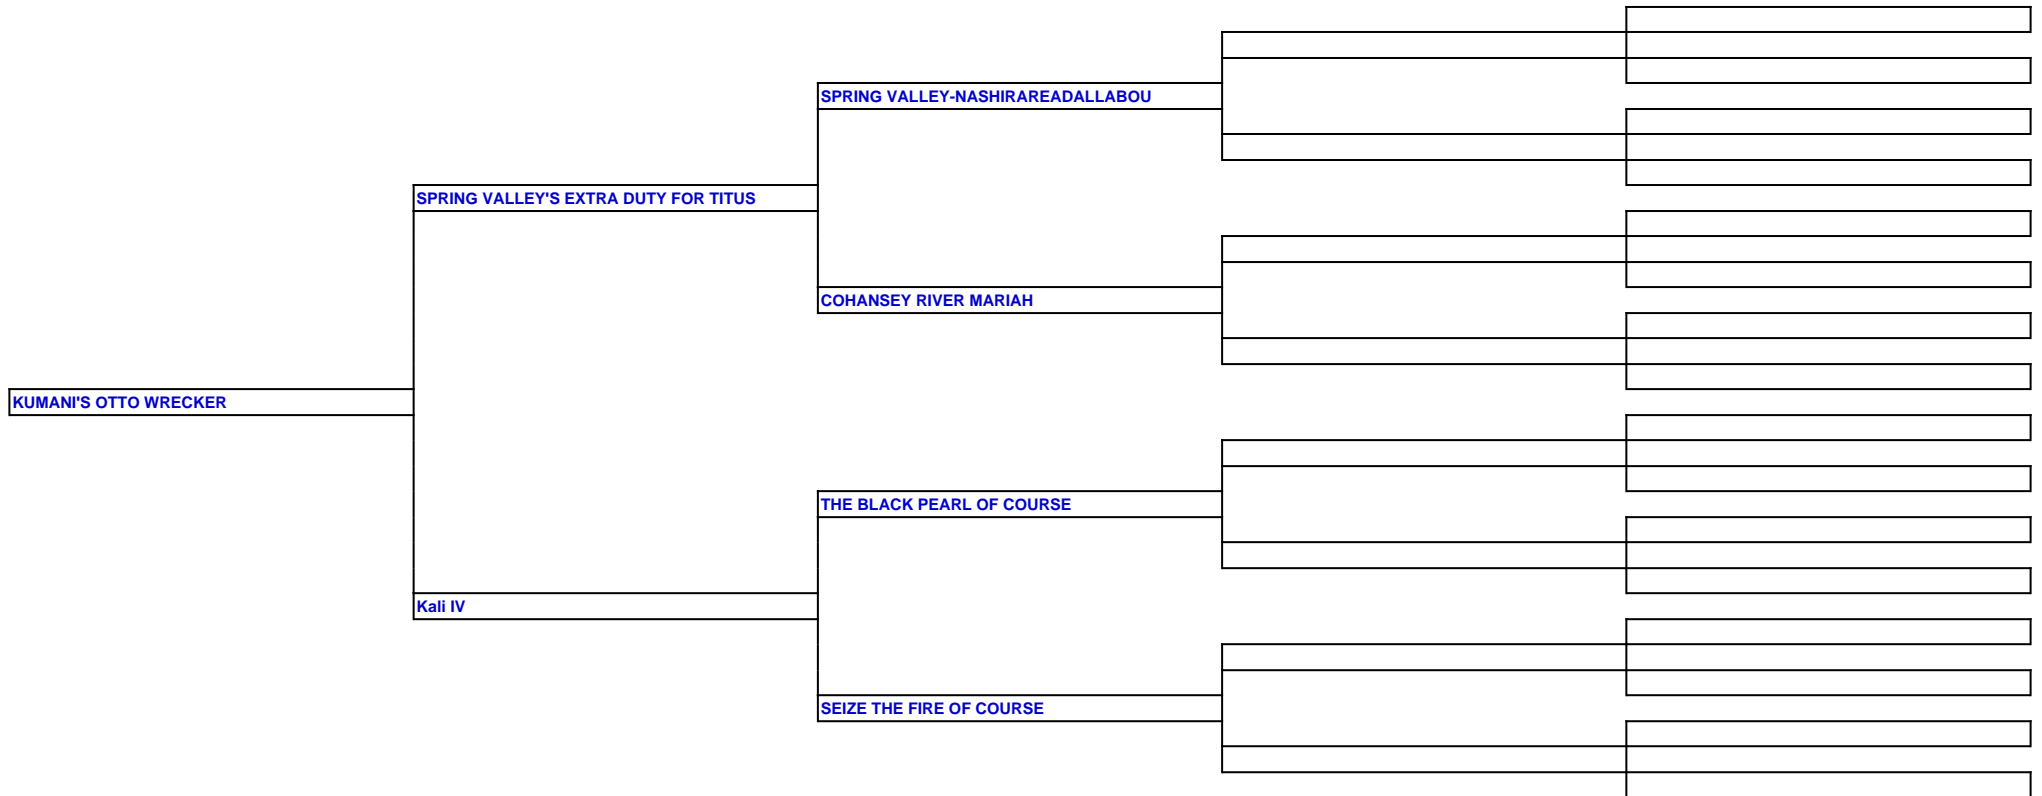 SPRING VALLEY-NASHIRAREADALLABOU
SPRING VALLEY'S EXTRA DUTY FOR TITUS
COHANSEY RIVER MARIAH
KUMANI'S OTTO WRECKER
THE BLACK PEARL OF COURSE
Kali IV
SEIZE THE FIRE OF COURSE